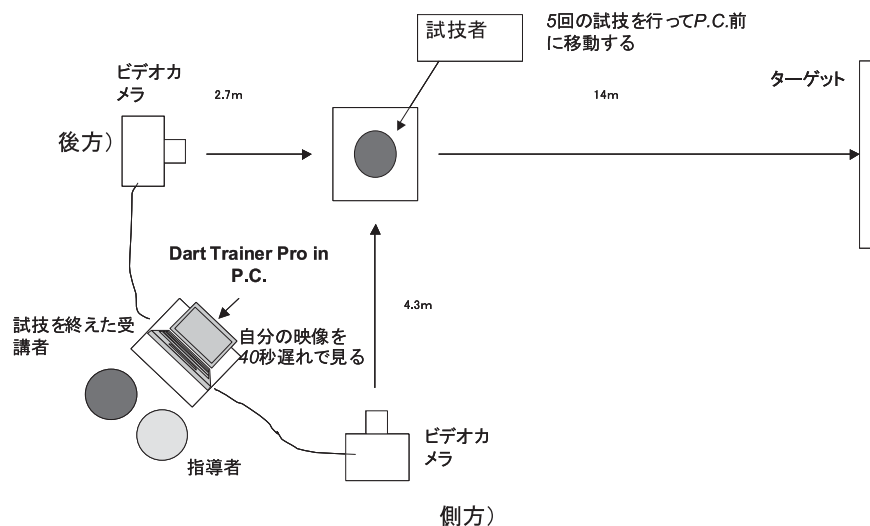 試技者
5回の試技を行ってP.C.前
に移動する
ビデオカ
メラ
2.7m
14m
ターゲット
後方）
Dart Trainer Pro in
P.C.
4.3m
試技を終えた受
講者
自分の映像を
40秒遅れで見る
ビデオカ
メラ
指導者
側方）